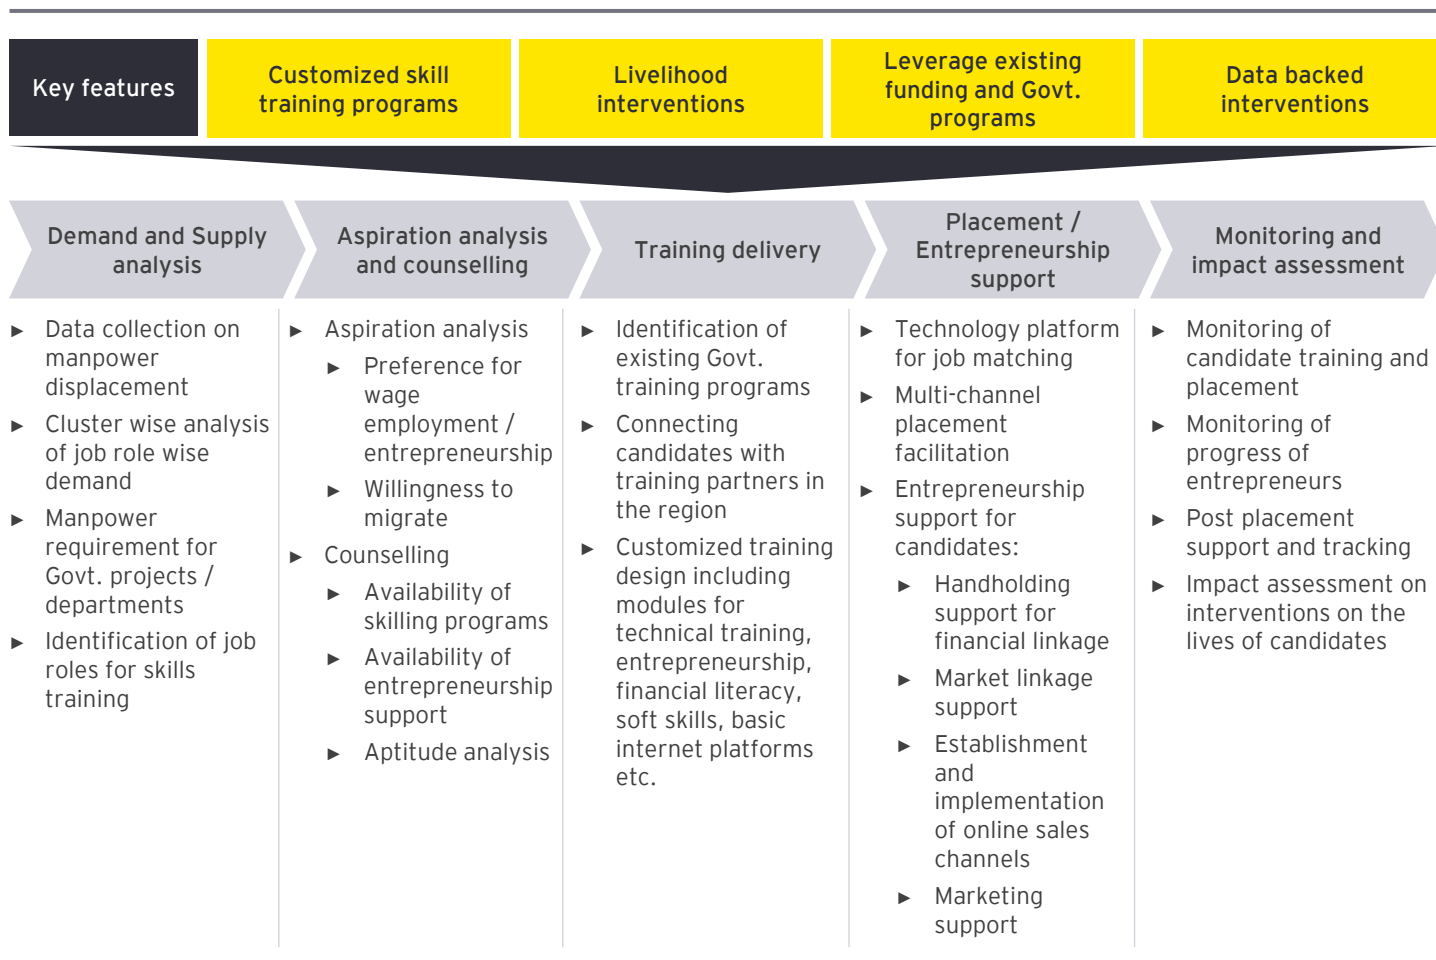 Key features
Customized skill
training programs
Livelihood
interventions
Leverage existing
funding and Govt.
programs
Data backed
interventions
Demand and Supply
analysis
Aspiration analysis
and counselling
Training delivery
Placement /
Entrepreneurship
support
Monitoring and
impact assessment
► Data collection on
manpower
displacement
► Cluster wise analysis
of job role wise
demand
► Manpower
requirement for
Govt. projects /
departments
► Identification of job
roles for skills
training
► Aspiration analysis
► Preference for
wage
employment /
entrepreneurship
► Willingness to
migrate
► Counselling
► Availability of
skilling programs
► Availability of
entrepreneurship
support
► Aptitude analysis
► Identification of
existing Govt.
training programs
► Connecting
candidates with
training partners in
the region
► Customized training
design including
modules for
technical training,
entrepreneurship,
financial literacy,
soft skills, basic
internet platforms
etc.
► Technology platform
for job matching
► Multi-channel
placement
facilitation
► Entrepreneurship
support for
candidates:
► Handholding
support for
financial linkage
► Market linkage
support
► Establishment
and
implementation
of online sales
channels
► Marketing
support
► Monitoring of
candidate training and
placement
► Monitoring of
progress of
entrepreneurs
► Post placement
support and tracking
► Impact assessment on
interventions on the
lives of candidates